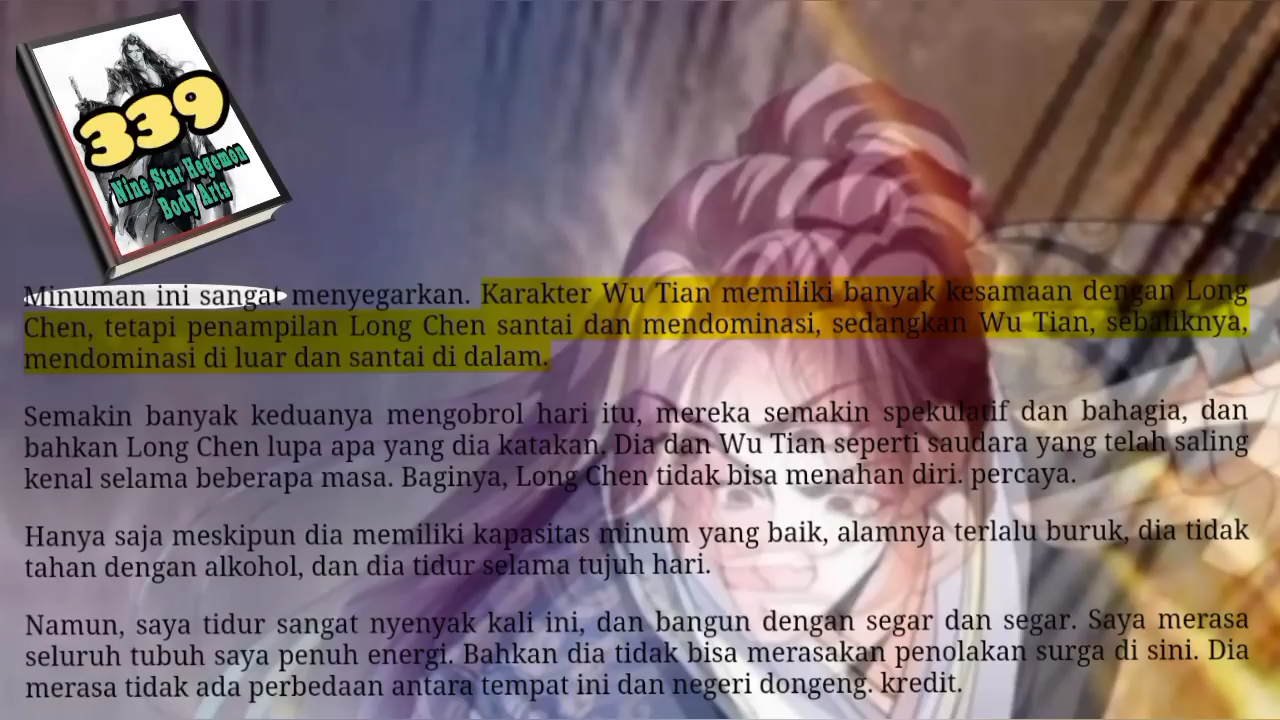 339
Nine Star Hegemon
Body Arts
Minuman ini sangat menyegarkan. Karakter Wu Tian memiliki banyak kesamaan dengan Long
Chen, tetapi penampilan Long Chen santai dan mendominasi, sedangkan Wu Tian, sebaliknya,
mendominasi di luar dan santai di dalam.
Semakin banyak keduanya mengobrol hari itu, mereka semakin spekulatif dan bahagia, dan
bahkan Long Chen lupa apa yang dia katakan. Dia dan Wu Tian seperti saudara yang telah saling
kenal selama beberapa masa. Baginya, Long Chen tidak bisa menahan diri. percaya.
Hanya saja meskipun dia memiliki kapasitas minum yang baik, alamnya terlalu buruk, dia tidak
tahan dengan alkohol, dan dia tidur selama tujuh hari.
Namun, saya tidur sangat nyenyak kali ini, dan bangun dengan segar dan segar. Saya merasa
seluruh tubuh saya penuh energi. Bahkan dia tidak bisa merasakan penolakan surga di sini. Dia
merasa tidak ada perbedaan antara tempat ini dan negeri dongeng. kredit.